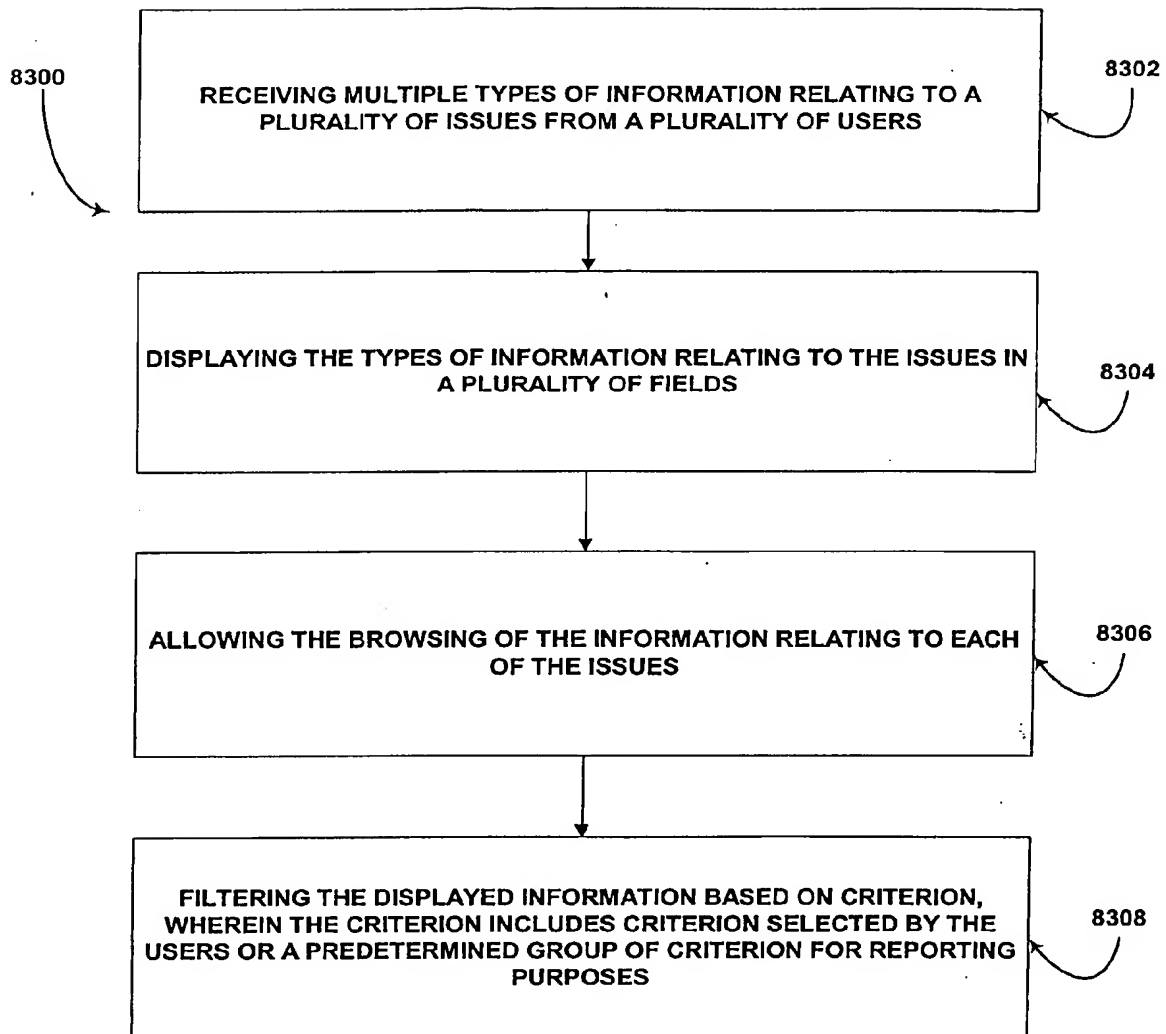 8300
8302
RECEIVING MULTIPLE TYPES OF INFORMATION RELATING TO A
PLURALITY OF ISSUES FROM A PLURALITY OF USERS
DISPLAYING THE TYPES OF INFORMATION RELATING TO THE ISSUES IN
A PLURALITY OF FIELDS
8304
ALLOWING THE BROWSING OF THE INFORMATION RELATING TO EACH
OF THE ISSUES
8306
FILTERING THE DISPLAYED INFORMATION BASED ON CRITERION,
WHEREIN THE CRITERION INCLUDES CRITERION SELECTED BY THE
USERS OR A PREDETERMINED GROUP OF CRITERION FOR REPORTING
PURPOSES
8308